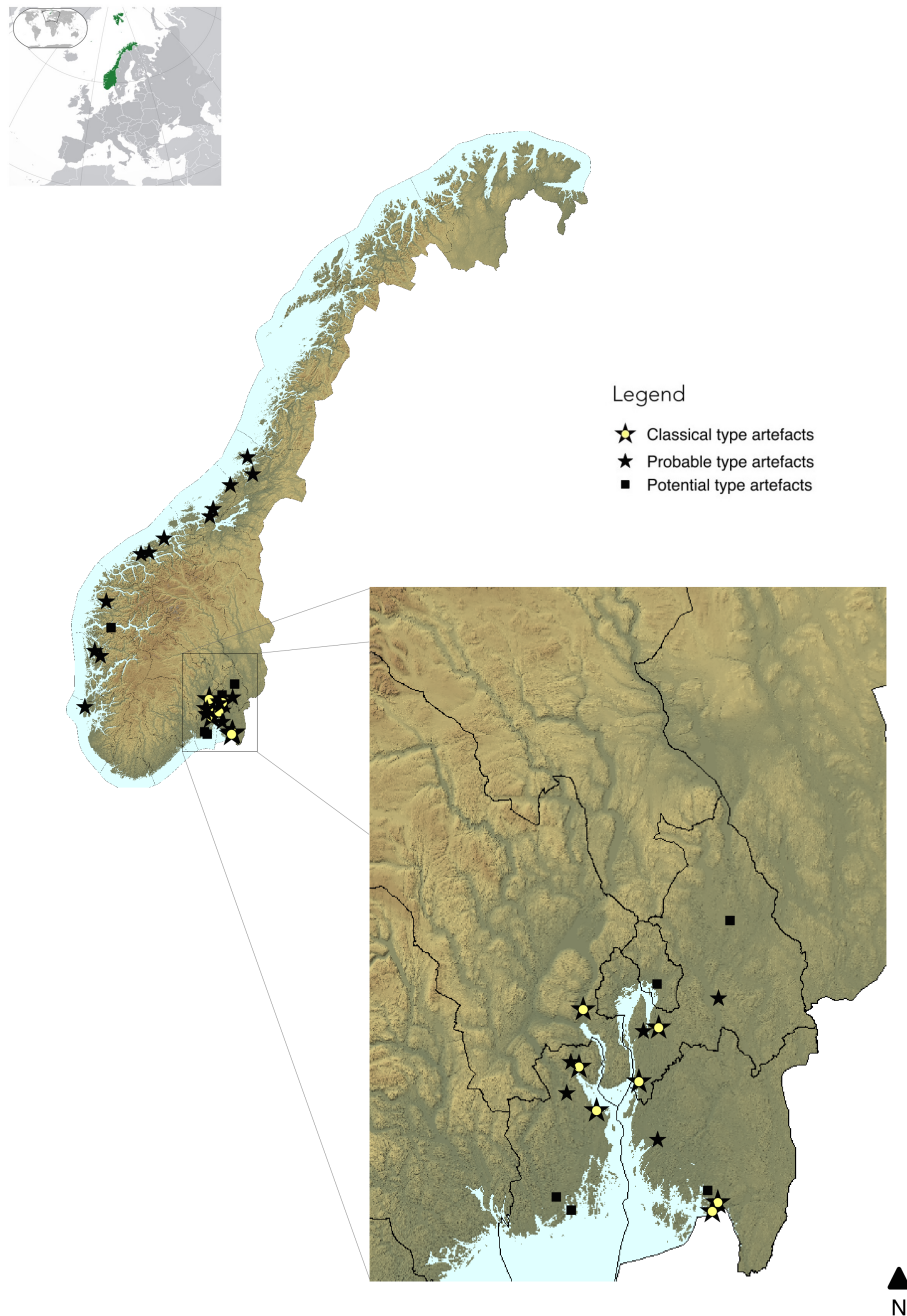 Legend
Classical type artefacts
Probable type artefacts
Potential type artefacts
N